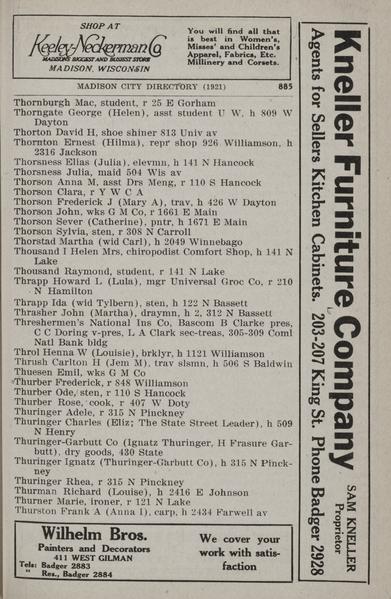 SHOP AT
Keeley-Neckerman Co
MADISON'S BIGGEST AND BUSIEST STORE
MADISON, WISCONSIN
You will find all that
is best in Women's,
Misses' and Children's
Apparel, Fabrics, Etc.
Millinery and Corsets.
MADISON CITY DIRECTORY (1921) 885
Thornburgh Mac, student, r 25 E Gorham
Thorngate George (Helen), asst student U W, h 809 W
Dayton
Thorton David H, shoe shiner 813 Univ av
Thornton Ernest (Hilma), repr shop 926 Williamson, h
2316 Jackson
Thorsness Elias (Julia), elevmn, h 141 N Hancock
Thorsness Julia, maid 504 Wis av
Thorson Anna M, asst Drs Meng, r 110 S Hancock
Thorson Clara, r Y W C A
Thorson Frederick J (Mary A), trav, h 426 W Dayton
Thorson John, wks G M Co, r 1661 E Main
Thorson Sever (Catherine), pntr, h 1671 E Main
Thorson Sylvia, sten, r 308 N Carroll
Thorstad Martha (wid Carl), h 2049 Winnebago
Thousand I Helen Mrs, chiropodist Comfort Shop, h 141 N
Lake
Thousand Raymond, student, r 141 N Lake
Thrapp Howard L (Lula), mgr Universal Groc Co, r 210
N Hamilton
Thrapp Ida (wid Tylbern), sten, h 122 N Bassett
Thrasher John (Martha), draymn, h 2, 312 N Bassett
Threshermen's National Ins Co, Bascom B Clarke pres,
C C Doring v-pres, L A Clark sec-treas, 305-309 Coml
Natl Bank bldg
Throl Henna W (Louisie), brklyr, h 1121 Williamson
Thrush Carlton H (Jem M), trav slsmn, h 506 S Baldwin
Thuesen Emil, wks G M Co
Thurber Frederick, r 848 Williamson
Thurber Ode, sten, r 110 S Hancock
Thurber Rose, cook, r 407 W Doty
Thuringer Adele, r 315 N Pinckney
Thuringer Charles (Eliz; The State Street Leader), h 509
N Henry
Thuringer-Garbutt Co (Ignatz Thuringer, H Frasure Gar-
butt), dry goods, 430 State
Thuringer Ignatz (Thuringer-Garbutt Co), h 315 N Pinck-
ney
Thuringer Rhea, r 315 N Pinckney
Thurman Richard (Louise), h 2416 E Johnson
Thurner Marie, ironer, r 121 N Lake
Thurston Frank A (Anna I), carp, h 2434 Farwell av
Wilhelm Bros.
Painters and Decorators
411 WEST GILMAN
Tels: Badger 2883
" Res., Badger 2884
We cover your
work with satis-
faction
Kneller Furniture Company
SAM KNELLER
Proprietor
Agents for Sellers Kitchen Cabinets. 203-207 King St. Phone Badger 2928